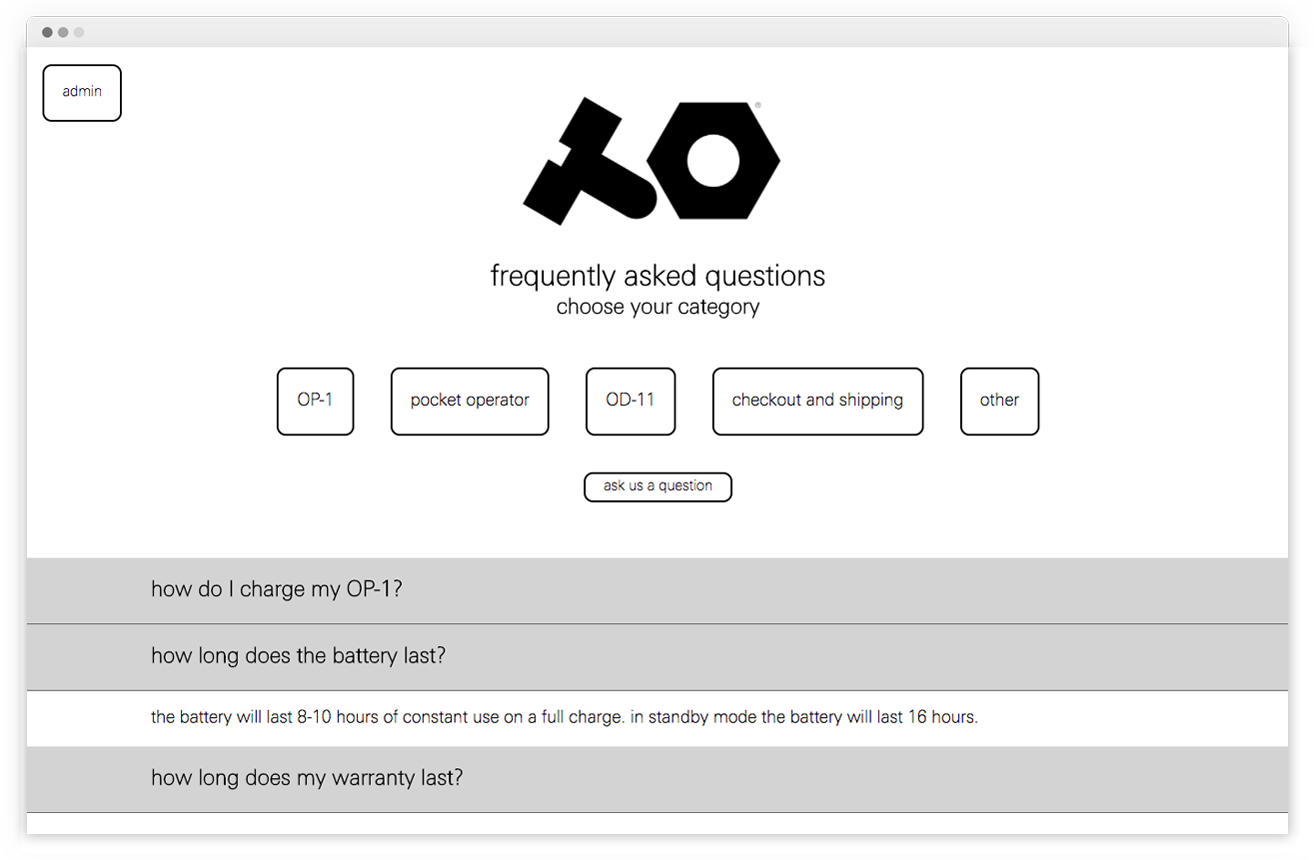 admin
®
frequently asked questions
choose your category
OP-1
pocket operator
OD-11
checkout and shipping
other
ask us a question
how do I charge my OP-1?
how long does the battery last?
the battery will last 8-10 hours of constant use on a full charge. in standby mode the battery will last 16 hours.
how long does my warranty last?